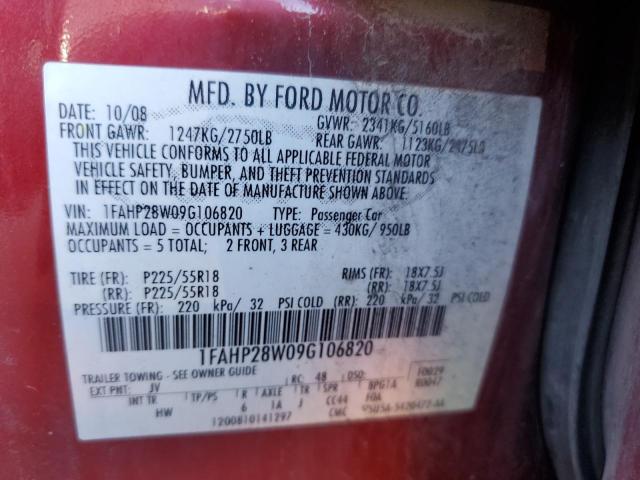 MFD. BY FORD MOTOR CO.
DATE: 10/08 GVWR: 2341KG/5160LB
FRONT GAWR: 1247KG/2750LB REAR GAWR: 1123KG/2475LB
THIS VEHICLE CONFORMS TO ALL APPLICABLE FEDERAL MOTOR
VEHICLE SAFETY, BUMPER, AND THEFT PREVENTION STANDARDS
IN EFFECT ON THE DATE OF MANUFACTURE SHOWN ABOVE.
VIN: 1FAHP28W09G106820 TYPE: Passenger Car
MAXIMUM LOAD = OCCUPANTS + LUGGAGE = 430KG/950LB
OCCUPANTS = 5 TOTAL; 2 FRONT, 3 REAR
TIRE (FR): P225/55R18 RIMS (FR): 18X7.5J
(RR): P225/55R18 (RR): 18X7.5J
PRESSURE (FR): 220 kPa/ 32 PSI COLD (RR): 220 kPa/ 32 PSI COLD
1FAHP28W09G106820
TRAILER TOWING - SEE OWNER GUIDE
EXT PNT: JV RC: 48 DSO: F0029
INT TR TP/PS R AXLE TR SPR BPG1A R0047
HW 6 1A J CC44 FOA
1200810141297 CMC